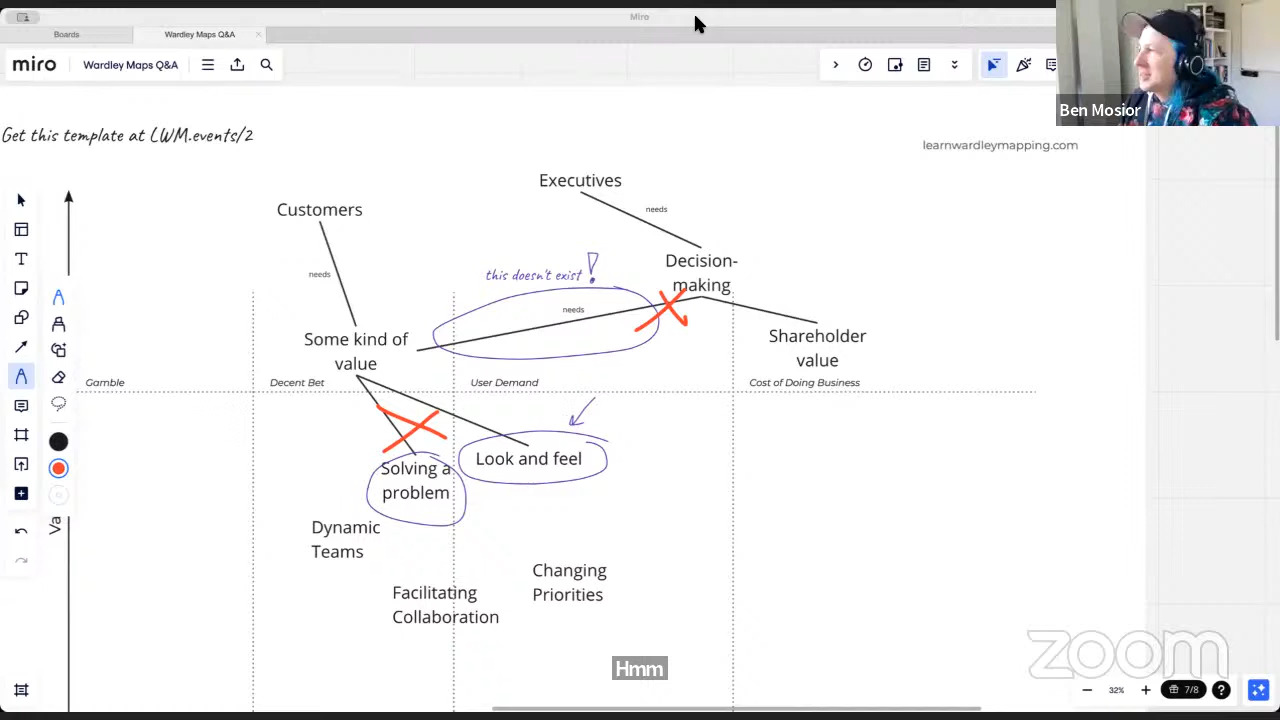 Miro
Boards
Wardley Maps Q&A
miro
Wardley Maps Q&A
Ben Mosior
Get this template at LWM.events/2
learnwardleymapping.com
Executives
needs
Customers
needs
Decision-
making
this doesn't exist !
needs
Some kind of
value
Shareholder
value
Gamble
Decent Bet
User Demand
Cost of Doing Business
Look and feel
Solving a
problem
Va
Dynamic
Teams
Changing
Priorities
Facilitating
Collaboration
Hmm
zoom
32%
7/8
?